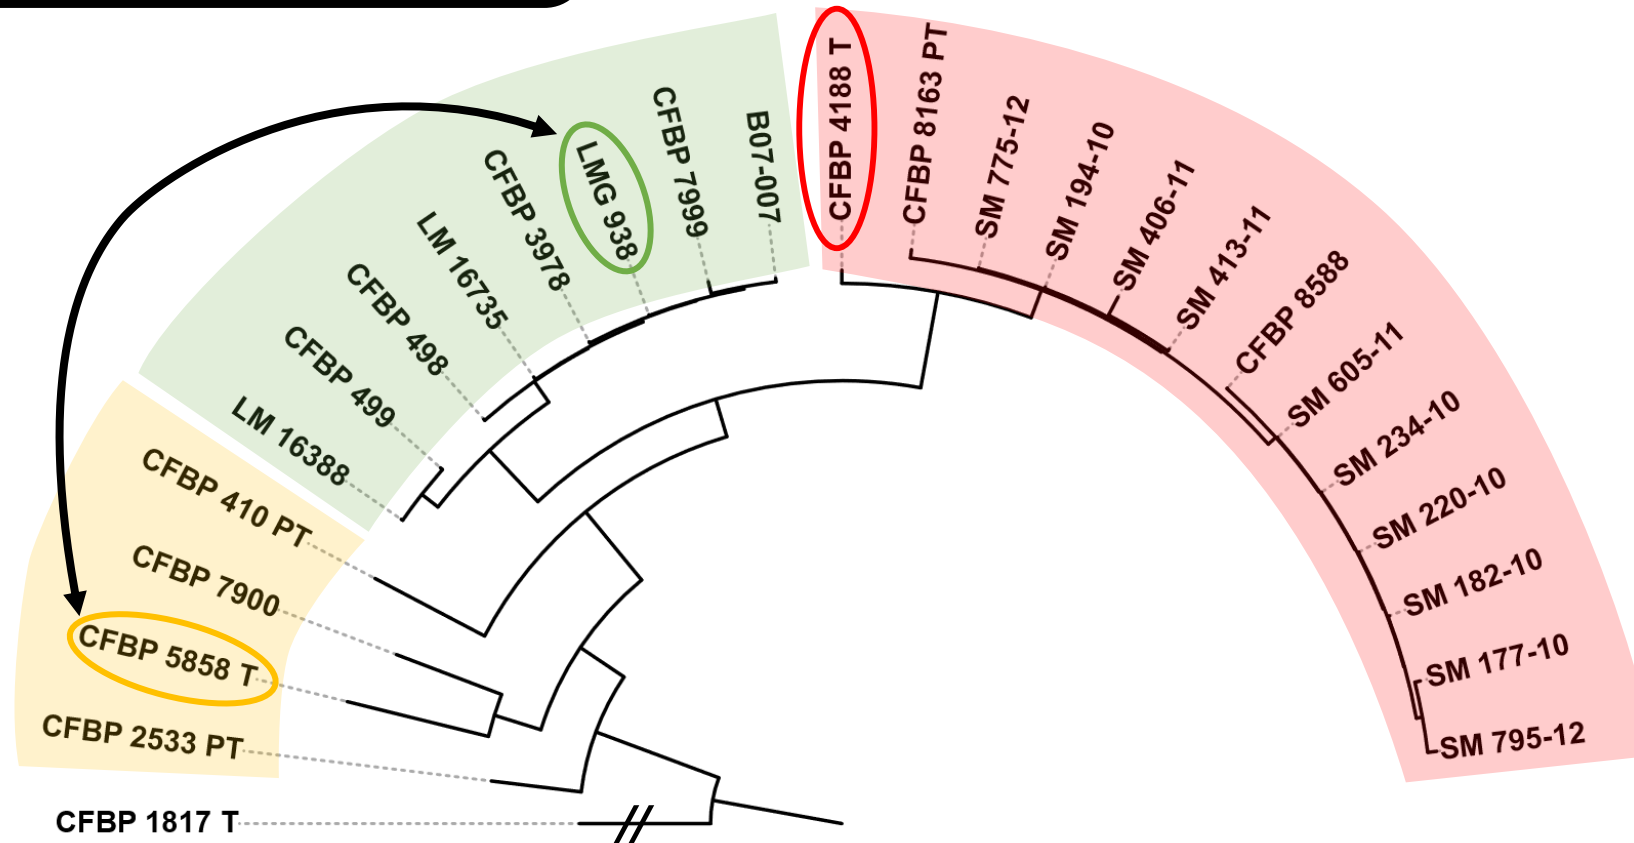 CFBP 1817 T
CFBP 2533 PT
CFBP 5858 T
CFBP 7900
CFBP 410 PT
LM 16388
CFBP 499
CFBP 498
LM 16735
CFBP 3978
LMG 938
CFBP 7999
B07-007
CFBP 4188 T
CFBP 8163 PT
SM 775-12
SM 194-10
SM 406-11
SM 413-11
CFBP 8588
SM 605-11
SM 234-10
SM 220-10
SM 182-10
SM 177-10
SM 795-12